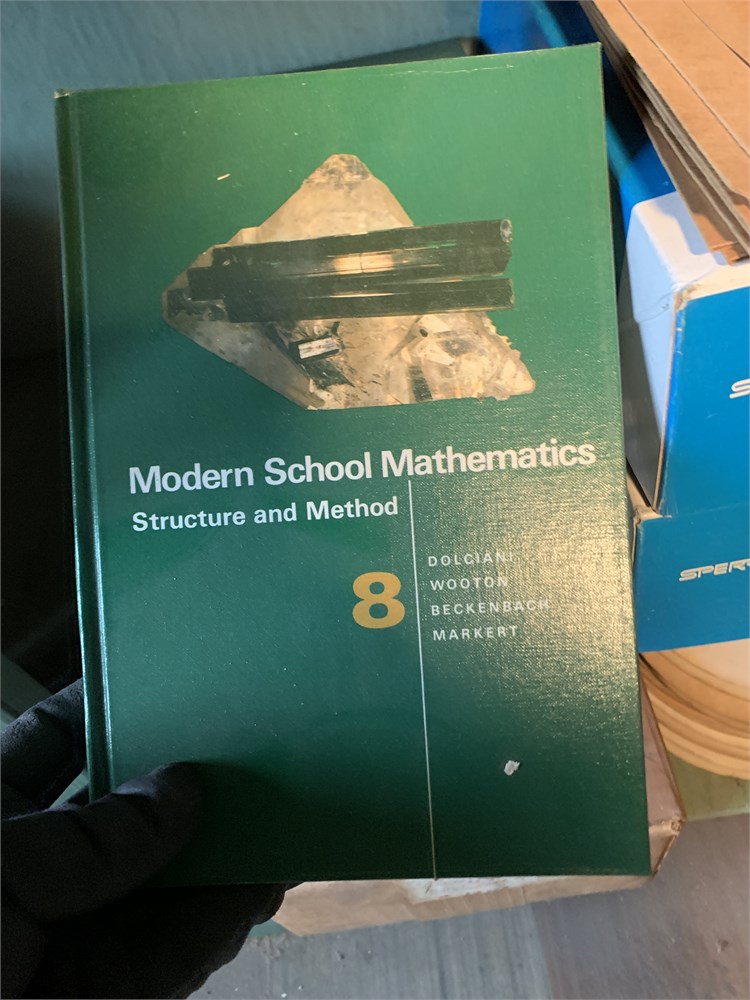 Modern School Mathematics
Structure and Method
8
DOLCIANI
WOOTON
BECKENBACH
MARKERT